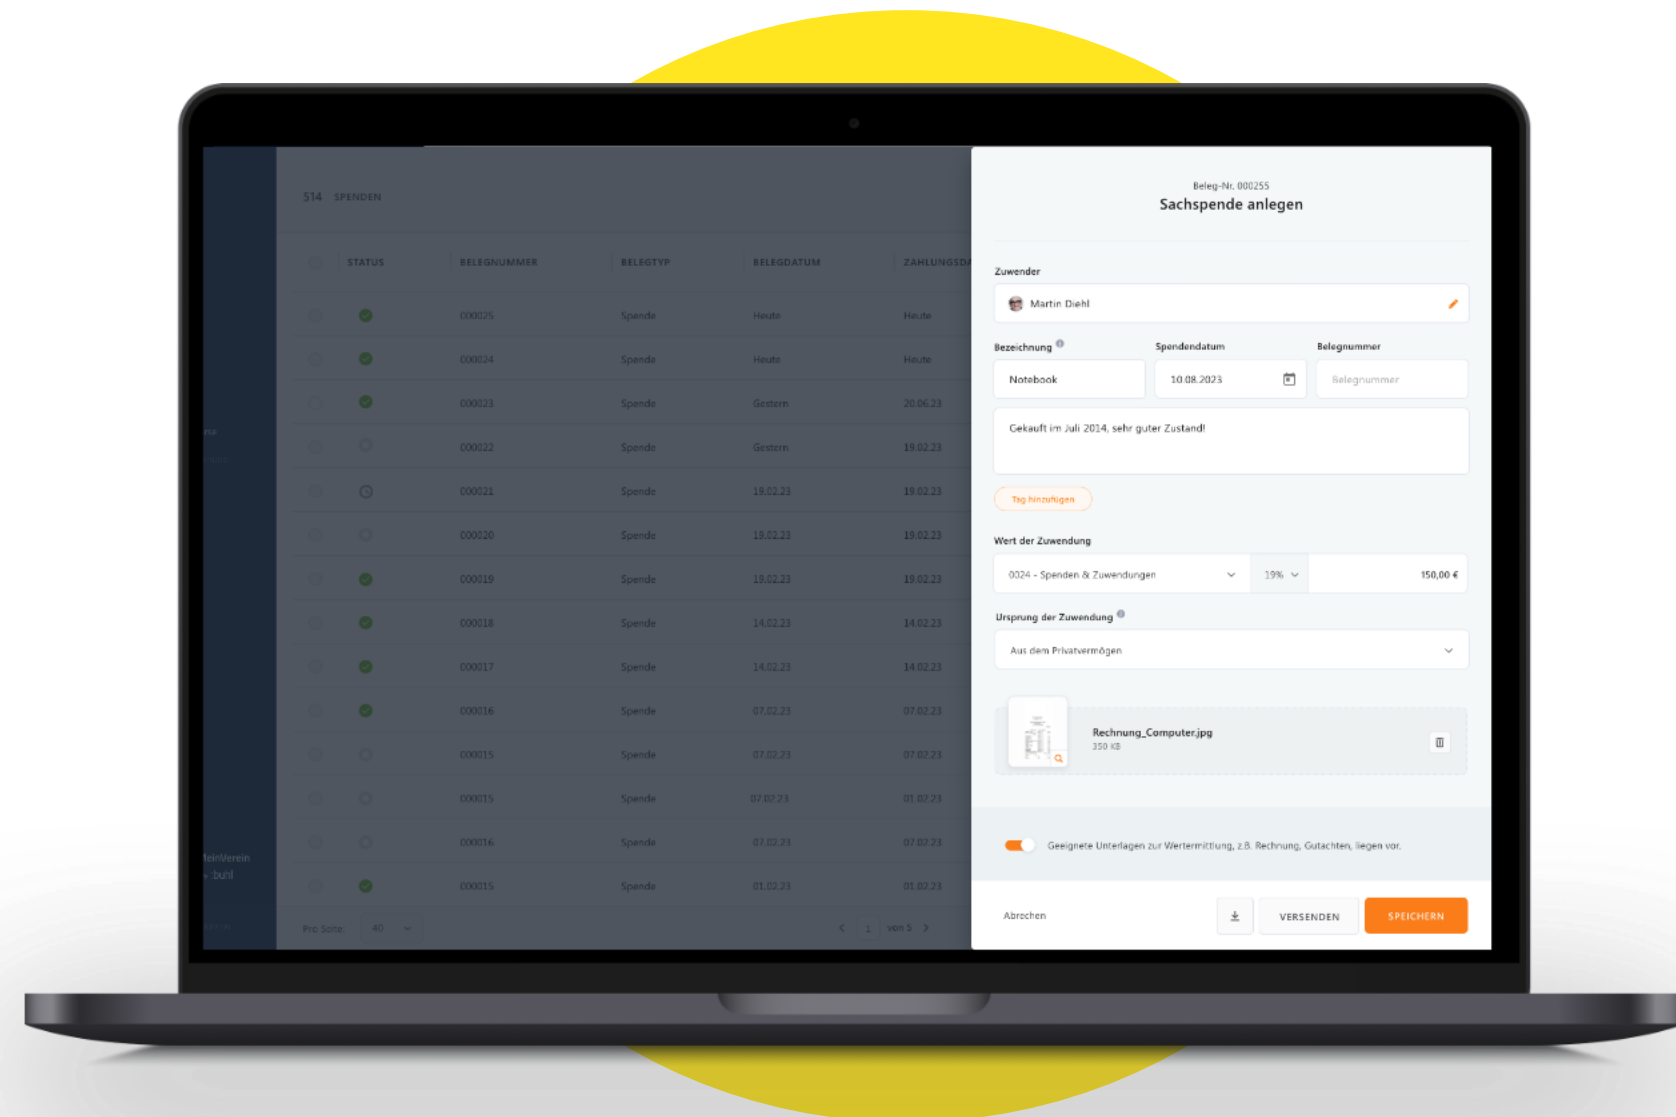 514 SPENDEN
STATUS BELEGNUMMER BELEGTYP BELEGDATUM ZAHLUNGSDA
000025 Spende Heute Heute
000024 Spende Heute Heute
000023 Spende Gestern 20.06.23
000022 Spende Gestern 19.02.23
000021 Spende 19.02.23 19.02.23
000020 Spende 19.02.23 19.02.23
000019 Spende 19.02.23 19.02.23
000018 Spende 14.02.23 14.02.23
000017 Spende 14.02.23 14.02.23
000016 Spende 07.02.23 07.02.23
000015 Spende 07.02.23 07.02.23
000015 Spende 07.02.23 01.02.23
000016 Spende 07.02.23 07.02.23
000015 Spende 01.02.23 01.02.23
Pro Seite: 40 < 1 von 5 >
MeinVerein
:buhl
Beleg-Nr. 000255
Sachspende anlegen
Zuwender
Martin Diehl
Bezeichnung Spendendatum Belegnummer
Notebook 10.08.2023 Belegnummer
Gekauft im Juli 2014, sehr guter Zustand!
Tag hinzufügen
Wert der Zuwendung
0024 - Spenden & Zuwendungen 19% 150,00 €
Ursprung der Zuwendung
Aus dem Privatvermögen
Rechnung_Computer.jpg
350 KB
Geeignete Unterlagen zur Wertermittlung, z.B. Rechnung, Gutachten, liegen vor.
Abrechen VERSENDEN SPEICHERN